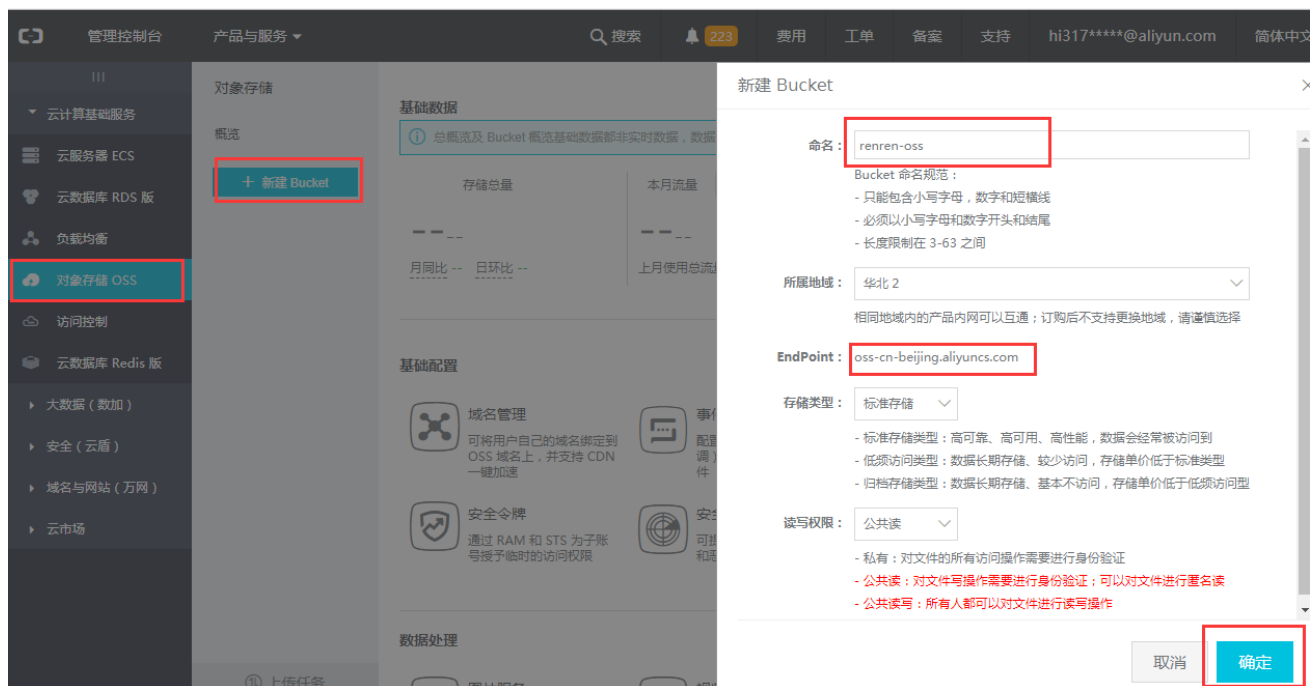 管理控制台
产品与服务
搜索
223
费用
工单
备案
支持
hi317*****@aliyun.com
简体中文
云计算基础服务
云服务器 ECS
云数据库 RDS 版
负载均衡
对象存储 OSS
访问控制
云数据库 Redis 版
大数据（数加）
安全（云盾）
域名与网站（万网）
云市场
对象存储
概览
+ 新建 Bucket
上传任务
基础数据
总概览及 Bucket 概览基础数据都非实时数据，数据
存储总量
本月流量
月同比 --
日环比 --
上月使用总流
基础配置
域名管理
可将用户自己的域名绑定到
OSS 域名上，并支持 CDN
一键加速
事
配
调）
件
安全令牌
通过 RAM 和 STS 为子账
号授予临时的访问权限
安
可
和
数据处理
新建 Bucket
命名：
renren-oss
Bucket 命名规范：
- 只能包含小写字母，数字和短横线
- 必须以小写字母和数字开头和结尾
- 长度限制在 3-63 之间
所属地域：
华北 2
相同地域内的产品内网可以互通；订购后不支持更换地域，请谨慎选择
EndPoint：
oss-cn-beijing.aliyuncs.com
存储类型：
标准存储
- 标准存储类型：高可靠、高可用、高性能，数据会经常被访问到
- 低频访问类型：数据长期存储、较少访问，存储单价低于标准类型
- 归档存储类型：数据长期存储、基本不访问，存储单价低于低频访问型
读写权限：
公共读
- 私有：对文件的所有访问操作需要进行身份验证
- 公共读：对文件写操作需要进行身份验证；可以对文件进行匿名读
- 公共读写：所有人都可以对文件进行读写操作
取消
确定